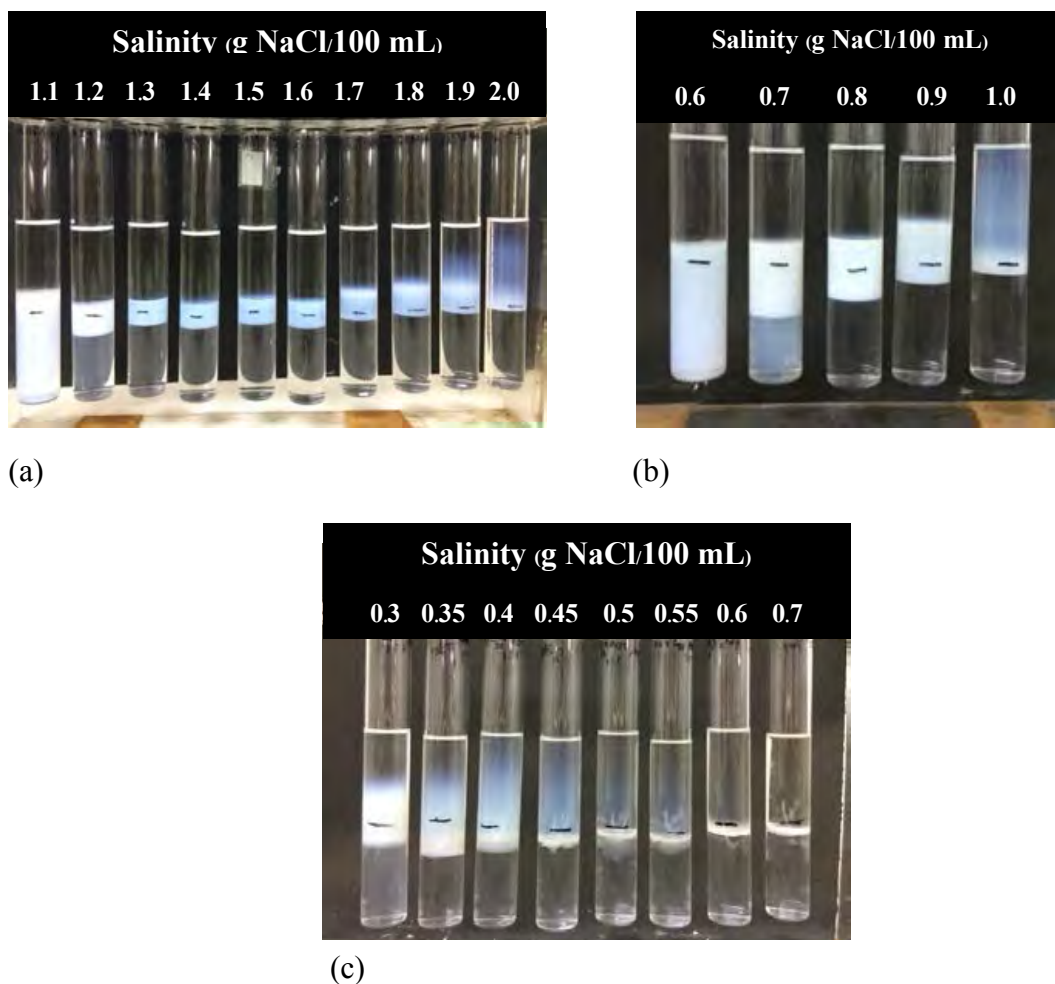 Salinity (g NaCl/100 mL)
1.1 1.2 1.3 1.4 1.5 1.6 1.7 1.8 1.9 2.0
(a)
Salinity (g NaCl/100 mL)
0.6 0.7 0.8 0.9 1.0
(b)
Salinity (g NaCl/100 mL)
0.3 0.35 0.4 0.45 0.5 0.55 0.6 0.7
(c)